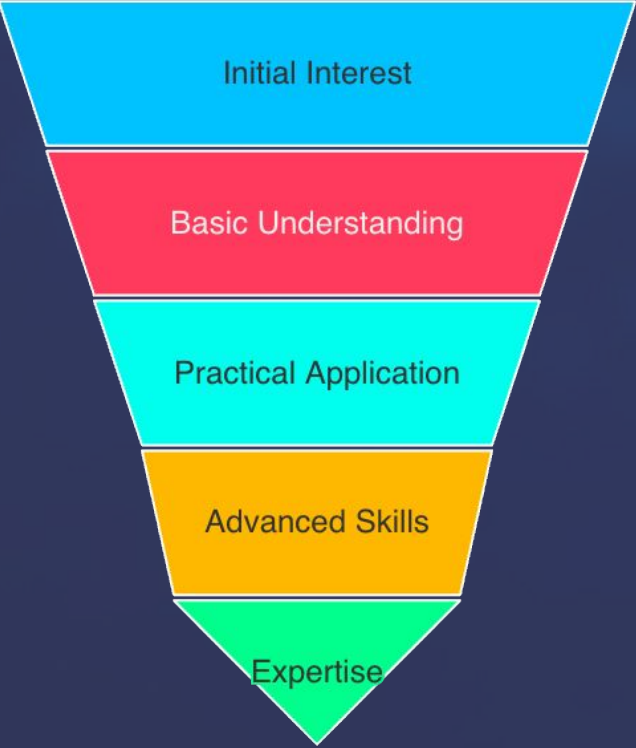 Initial Interest
Basic Understanding
Practical Application
Advanced Skills
Expertise